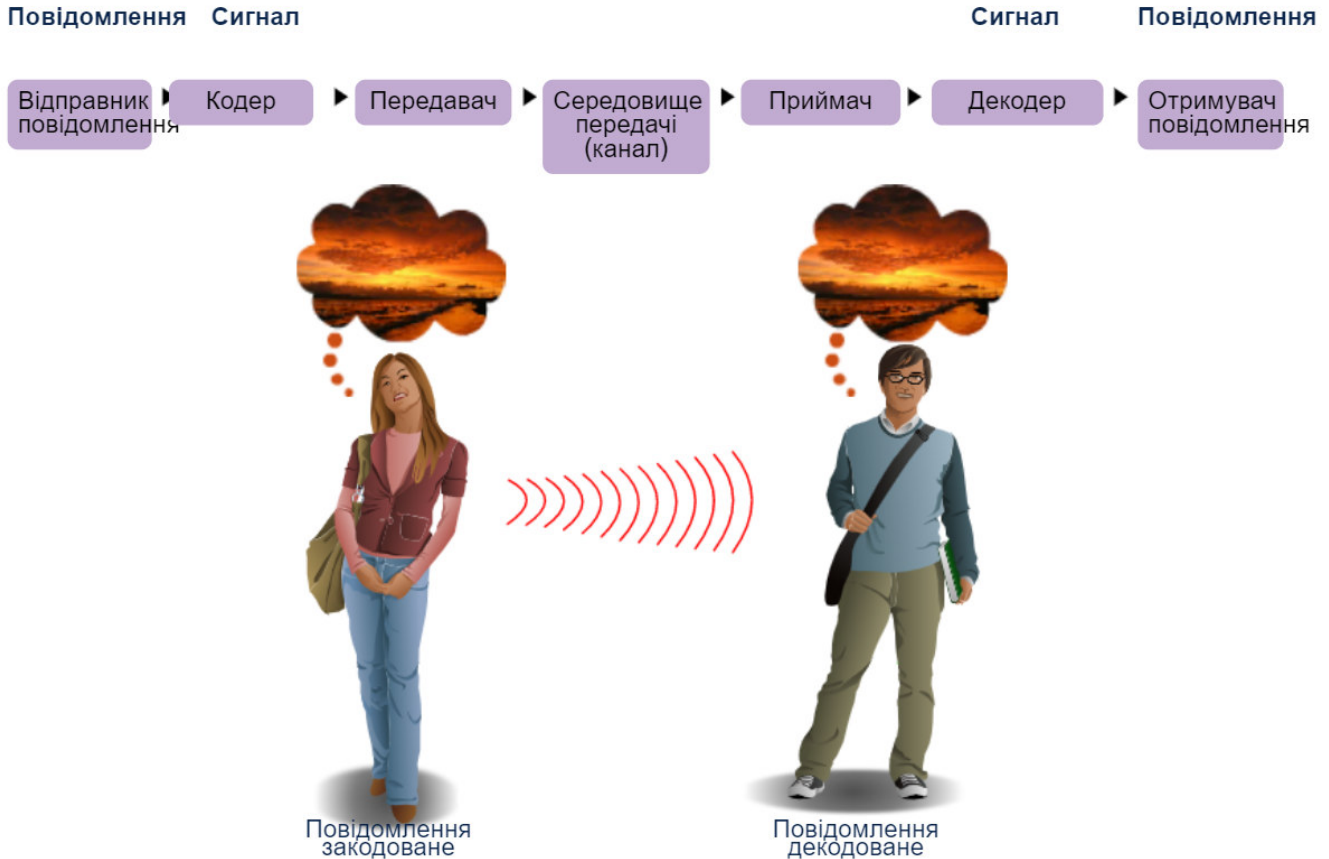 Повідомлення Сигнал Сигнал Повідомлення
Відправник
повідомлення
Кодер
Передавач
Середовище
передачі
(канал)
Приймач
Декодер
Отримувач
повідомлення
Повідомлення
закодоване
Повідомлення
декодоване